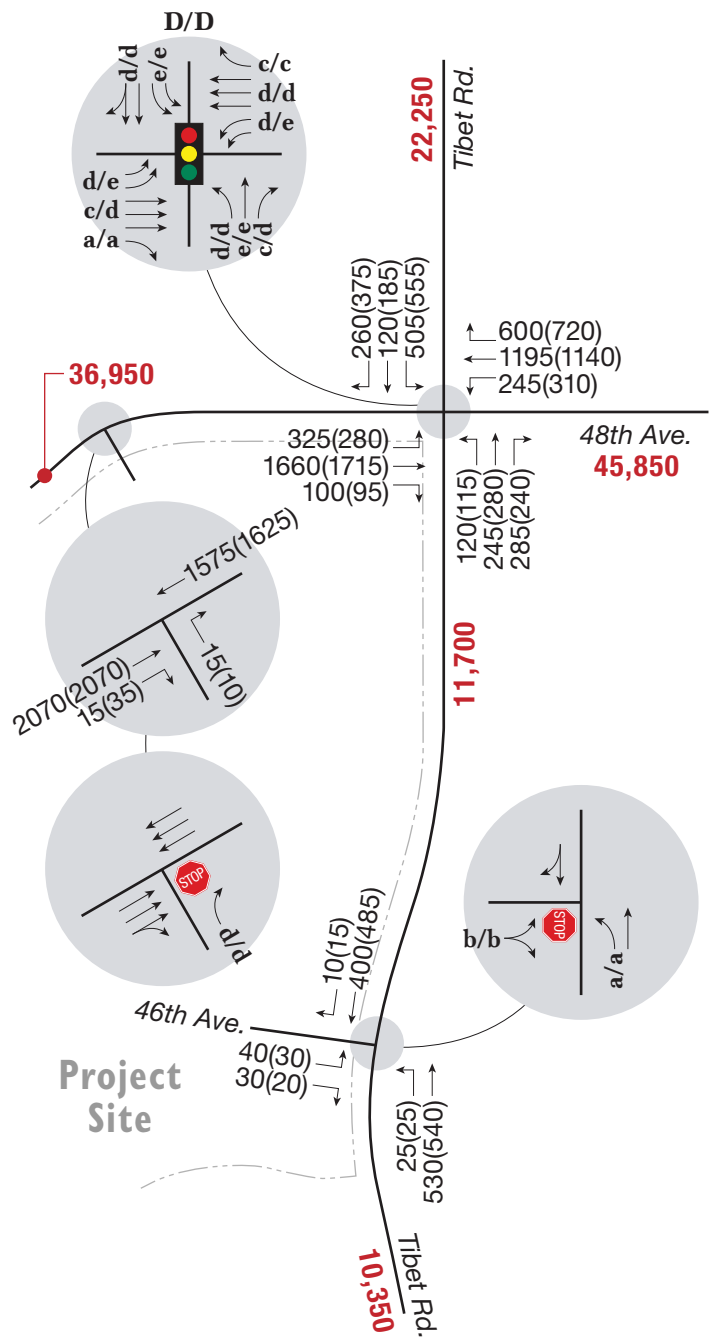 D/D
d/d
e/e
c/c
d/d
d/e
d/e
c/d
a/a
d/d
e/e
c/d
22,250
Tibet Rd.
260(375)
120(185)
505(555)
600(720)
1195(1140)
245(310)
36,950
325(280)
1660(1715)
100(95)
48th Ave.
45,850
120(115)
245(280)
285(240)
1575(1625)
2070(2070)
15(35)
15(10)
11,700
STOP
d/d
10(15)
400(485)
b/b
STOP
a/a
46th Ave.
40(30)
30(20)
Project
Site
25(25)
530(540)
10,350
Tibet Rd.